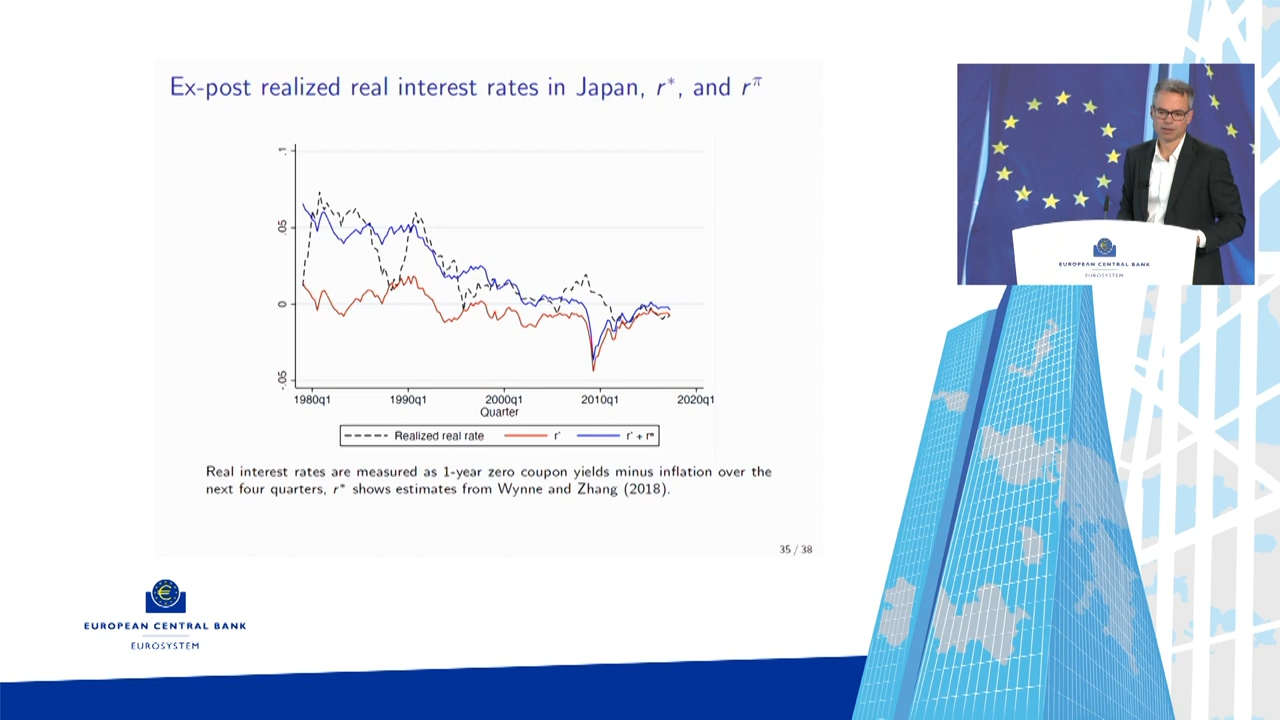 Ex-post realized real interest rates in Japan, r*, and r^π
.1
.05
0
-.05
1980q1 1990q1 2000q1 2010q1 2020q1
Quarter
Realized real rate r* r* + rπ
Real interest rates are measured as 1-year zero coupon yields minus inflation over the
next four quarters, r* shows estimates from Wynne and Zhang (2018).
35 / 38
EUROPEAN CENTRAL BANK
EUROSYSTEM
EUROPEAN CENTRAL BANK
EUROSYSTEM